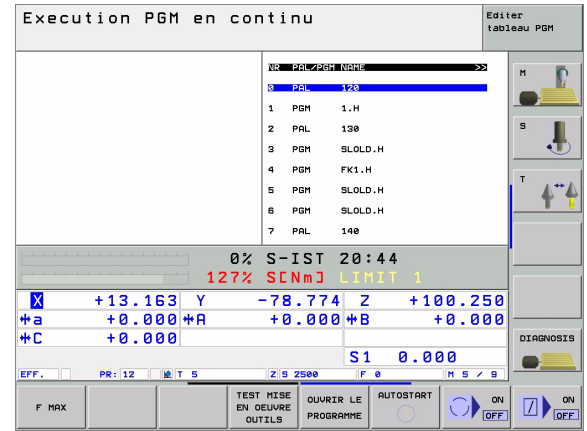 Execution PGM en continu
Editer
tableau PGM
NR PAL/PGM NAME >>
0 PAL 120
1 PGM 1.H
2 PAL 130
3 PGM SLOLD.H
4 PGM FK1.H
5 PGM SLOLD.H
6 PGM SLOLD.H
7 PAL 140
M
S
T
DIAGNOSIS
0% S-IST 20:44
127% S[Nm] LIMIT 1
X +13.163 Y -78.774 Z +100.250
a +0.000 A +0.000 B +0.000
C +0.000
S1 0.000
EFF. PR: 12 T 5 Z S 2500 F 0 M 5 / 9
F MAX
TEST MISE
EN OEUVRE
OUTILS
OUVRIR LE
PROGRAMME
AUTOSTART
ON
OFF
ON
OFF